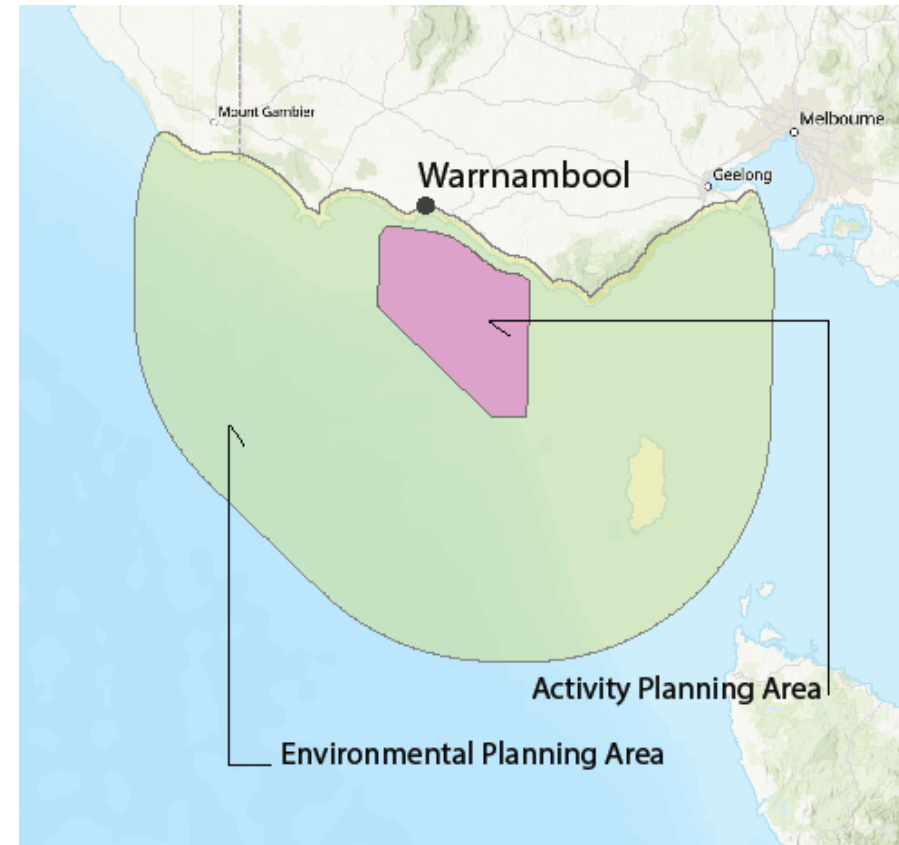 Mount Gambier
Melbourne
Warrnambool
Geelong
Activity Planning Area
Environmental Planning Area